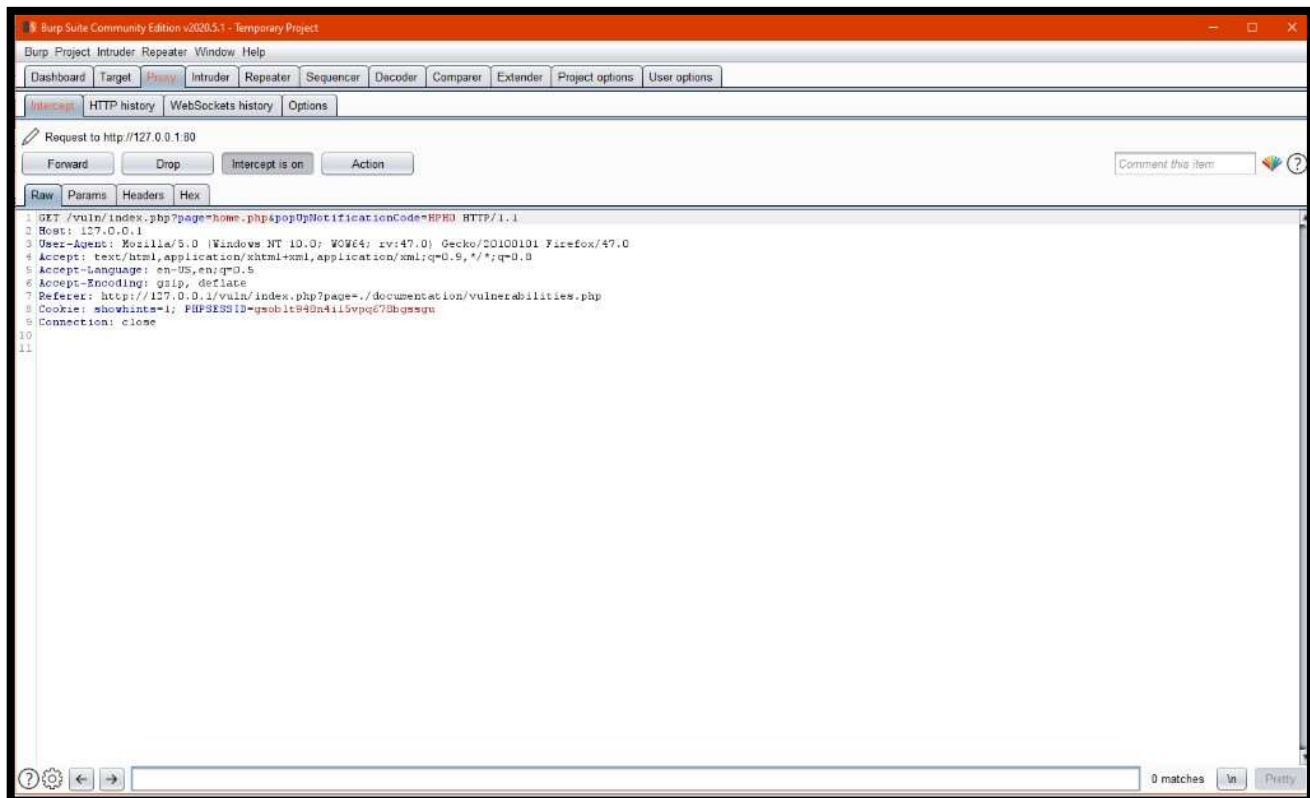 Burp Suite Community Edition v2020.5.1 - Temporary Project
Burp Project Intruder Repeater Window Help
Dashboard Target Proxy Intruder Repeater Sequencer Decoder Comparer Extender Project options User options
Intercept HTTP history WebSockets history Options
Request to http://127.0.0.1:80
Forward Drop Intercept is on Action Comment this item ?
Raw Params Headers Hex
1 GET /vuln/index.php?page=home.php&popUpNotificationCode=HPH0 HTTP/1.1
2 Host: 127.0.0.1
3 User-Agent: Mozilla/5.0 (Windows NT 10.0; WOW64; rv:47.0) Gecko/20100101 Firefox/47.0
4 Accept: text/html,application/xhtml+xml,application/xml;q=0.9,*/*;q=0.8
5 Accept-Language: en-US,en;q=0.5
6 Accept-Encoding: gzip, deflate
7 Referer: http://127.0.0.1/vuln/index.php?page=./documentation/vulnerabilities.php
8 Cookie: showhints=1;
9 Connection: close
10
11
? 0 matches \n Pretty